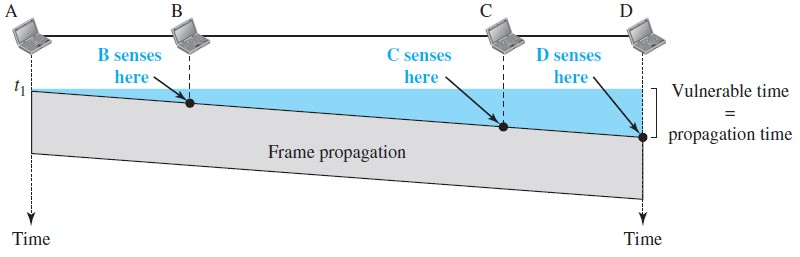 A
B
C
D
B senses
here
C senses
here
D senses
here
t1
Vulnerable time
=
propagation time
Frame propagation
Time
Time